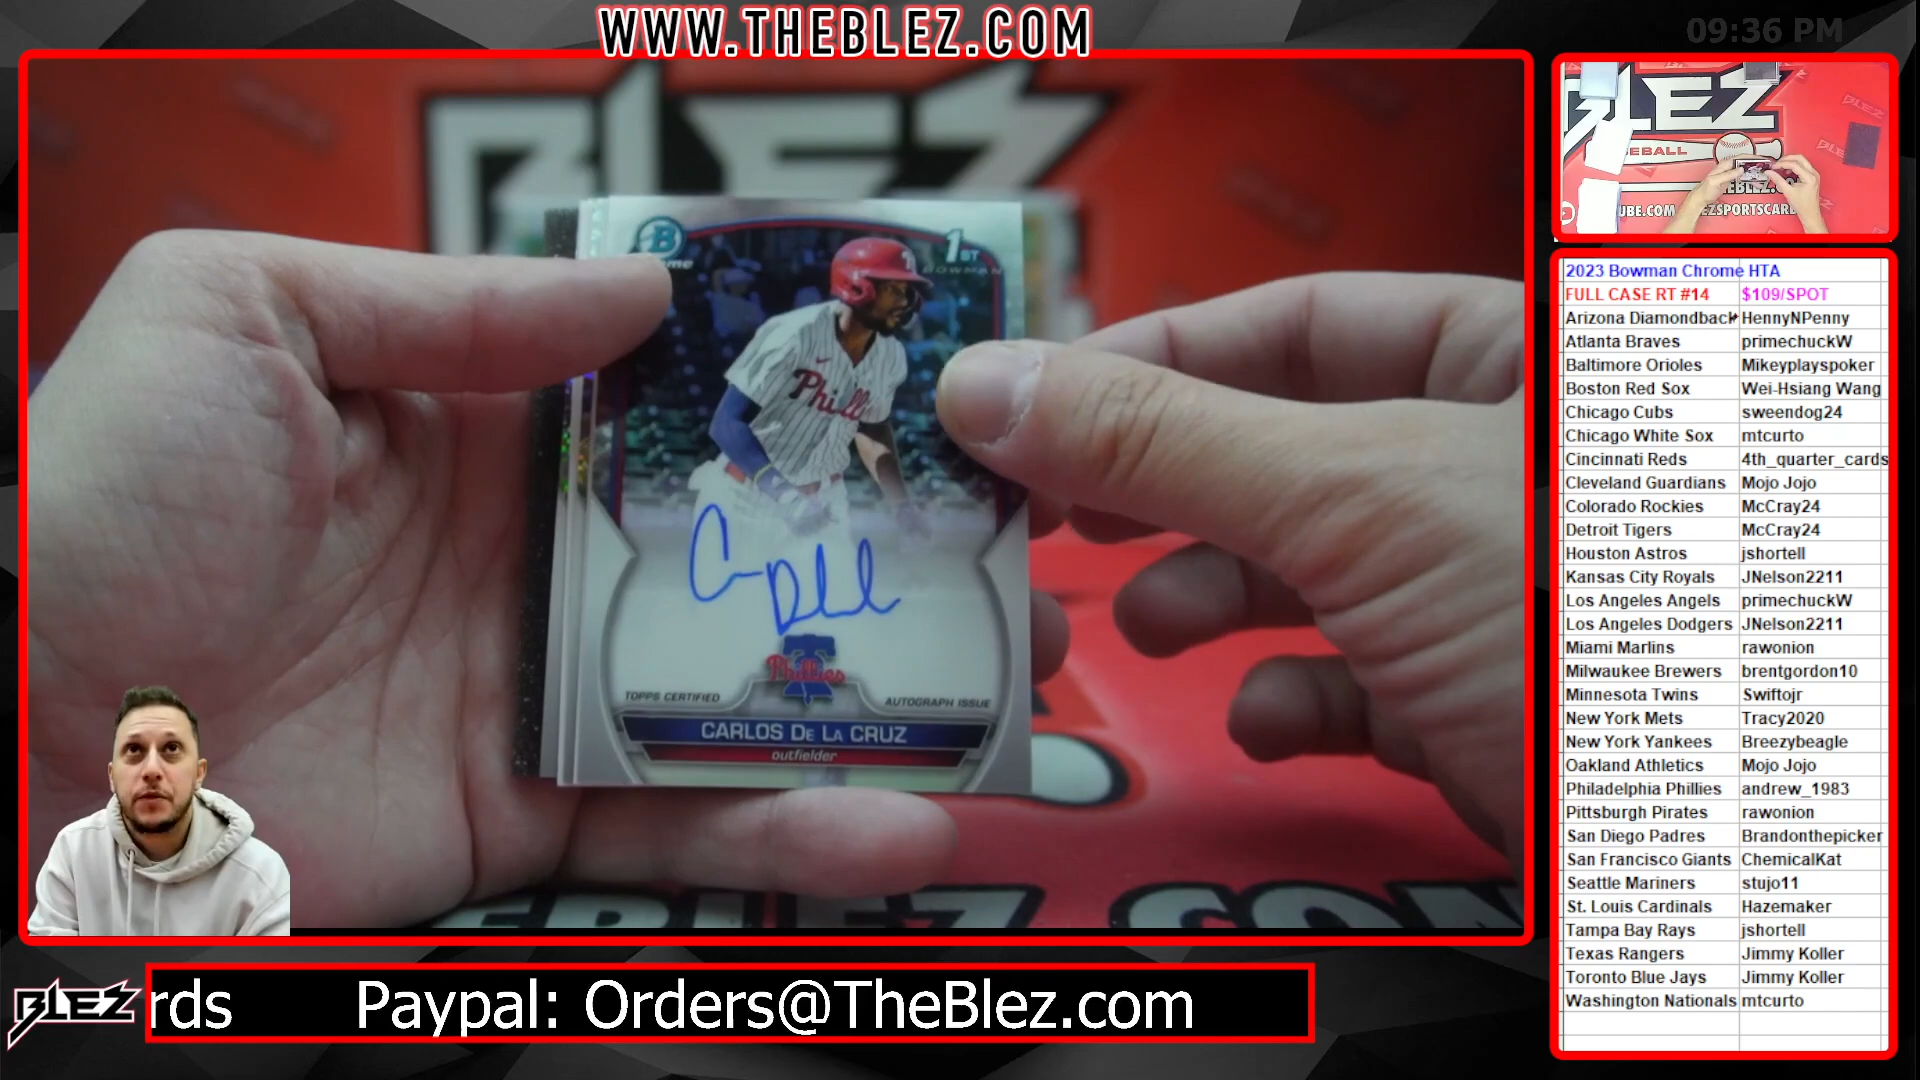 WWW.THEBLEZ.COM
09:36 PM
BLEZ
B
1ST
BOWMAN
Phillies
TOPPS CERTIFIED
AUTOGRAPH ISSUE
CARLOS DE LA CRUZ
outfielder
BLEZ
2023 Bowman Chrome HTA
FULL CASE RT #14 $109/SPOT
Arizona Diamondback HennyNPenny
Atlanta Braves primechuckW
Baltimore Orioles Mikeyplayspoker
Boston Red Sox Wei-Hsiang Wang
Chicago Cubs sweendog24
Chicago White Sox mtcurto
Cincinnati Reds 4th_quarter_cards
Cleveland Guardians Mojo Jojo
Colorado Rockies McCray24
Detroit Tigers McCray24
Houston Astros jshortell
Kansas City Royals JNelson2211
Los Angeles Angels primechuckW
Los Angeles Dodgers JNelson2211
Miami Marlins rawonion
Milwaukee Brewers brentgordon10
Minnesota Twins Swiftojr
New York Mets Tracy2020
New York Yankees Breezybeagle
Oakland Athletics Mojo Jojo
Philadelphia Phillies andrew_1983
Pittsburgh Pirates rawonion
San Diego Padres Brandonthepicker
San Francisco Giants ChemicalKat
Seattle Mariners stujo11
St. Louis Cardinals Hazemaker
Tampa Bay Rays jshortell
Texas Rangers Jimmy Koller
Toronto Blue Jays Jimmy Koller
Washington Nationals mtcurto
BLEZ
rds Paypal: Orders@TheBlez.com